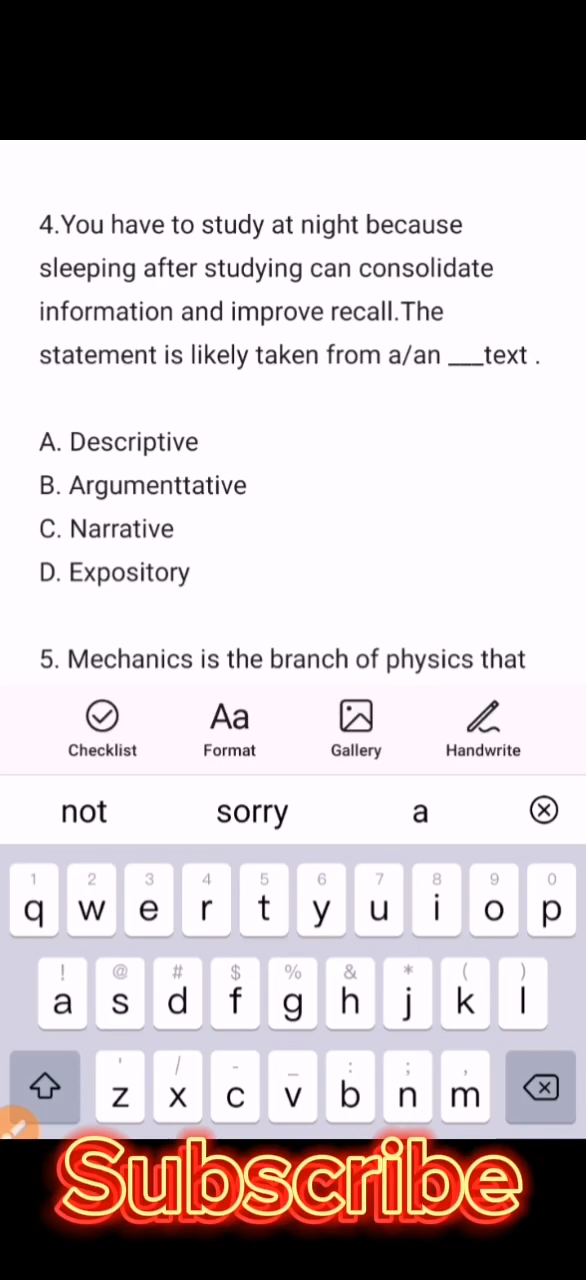 4.You have to study at night because
sleeping after studying can consolidate
information and improve recall.The
statement is likely taken from a/an ___text .
A. Descriptive
B. Argumenttative
C. Narrative
D. Expository
5. Mechanics is the branch of physics that
Checklist
Aa
Format
Gallery
Handwrite
not sorry a
1 2 3 4 5 6 7 8 9 0
q w e r t y u i o p
! @ # $ % & * ( )
a s d f g h j k l
' / - _ : ; ,
z x c v b n m
Subscribe